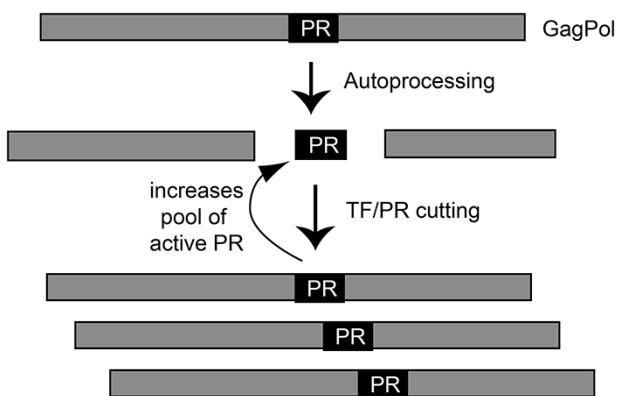 PR GagPol
Autoprocessing
PR
increases
pool of
active PR
TF/PR cutting
PR
PR
PR